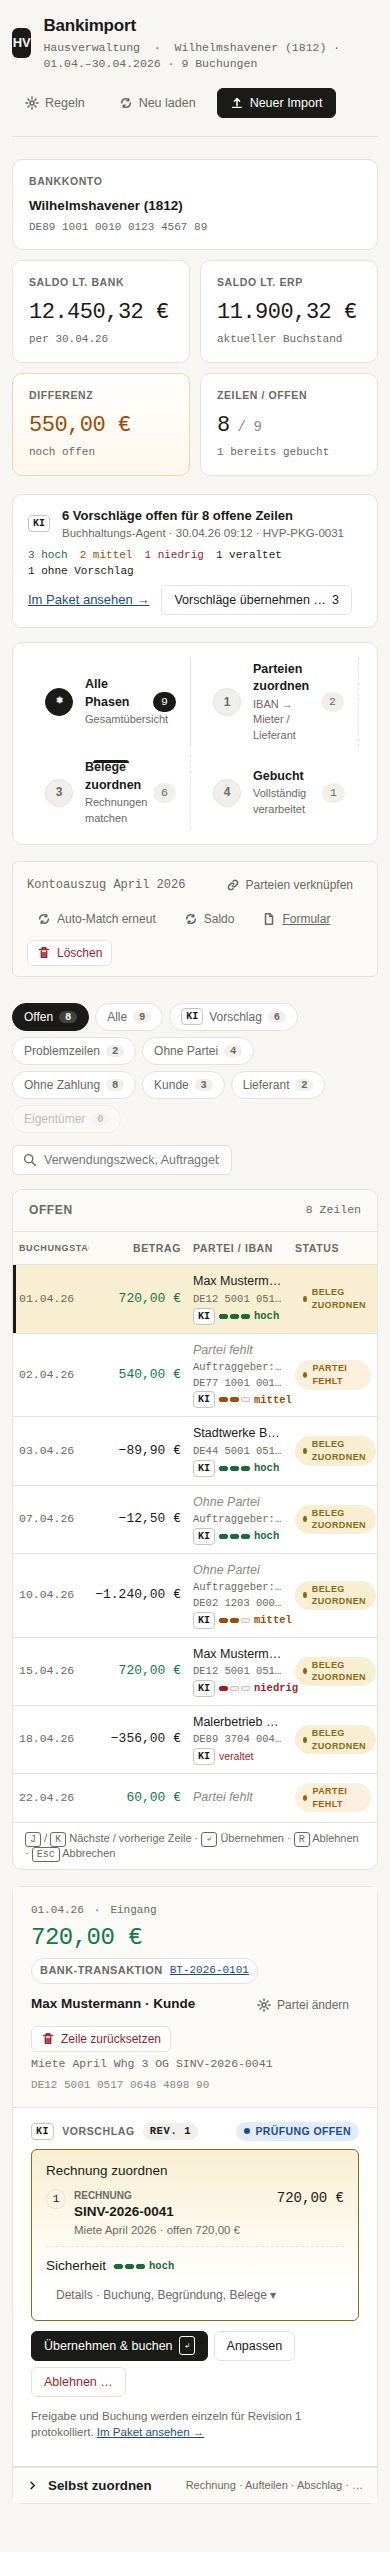 HV
Bankimport
Hausverwaltung · Wilhelmshavener (1812) ·
01.04.–30.04.2026 · 9 Buchungen
Regeln
Neu laden
Neuer Import
BANKKONTO
Wilhelmshavener (1812)
DE89 1001 0010 0123 4567 89
SALDO LT. BANK
12.450,32 €
per 30.04.26
SALDO LT. ERP
11.900,32 €
aktueller Buchstand
DIFFERENZ
550,00 €
noch offen
ZEILEN / OFFEN
8 / 9
1 bereits gebucht
KI
6 Vorschläge offen für 8 offene Zeilen
Buchhaltungs-Agent · 30.04.26 09:12 · HVP-PKG-0031
3 hoch 2 mittel 1 niedrig 1 veraltet
1 ohne Vorschlag
Im Paket ansehen →
Vorschläge übernehmen … 3
*
Alle
Phasen
Gesamtübersicht
9
1
Parteien
zuordnen
IBAN →
Mieter /
Lieferant
2
3
Belege
zuordnen
Rechnungen
matchen
6
4
Gebucht
Vollständig
verarbeitet
1
Kontoauszug April 2026
Parteien verknüpfen
Auto-Match erneut
Saldo
Formular
Löschen
Offen 8
Alle 9
KI Vorschlag 6
Problemzeilen 2
Ohne Partei 4
Ohne Zahlung 8
Kunde 3
Lieferant 2
Eigentümer 0
Verwendungszweck, Auftragget
OFFEN
8 Zeilen
BUCHUNGSTA
BETRAG
PARTEI / IBAN
STATUS
01.04.26
720,00 €
Max Musterm…
DE12 5001 051…
KI hoch
BELEG
ZUORDNEN
02.04.26
540,00 €
Partei fehlt
Auftraggeber:…
DE77 1001 001…
KI mittel
PARTEI
FEHLT
03.04.26
−89,90 €
Stadtwerke B…
DE44 5001 051…
KI hoch
BELEG
ZUORDNEN
07.04.26
−12,50 €
Ohne Partei
Auftraggeber:…
KI hoch
BELEG
ZUORDNEN
10.04.26
−1.240,00 €
Ohne Partei
Auftraggeber:…
DE02 1203 000…
KI mittel
BELEG
ZUORDNEN
15.04.26
720,00 €
Max Musterm…
DE12 5001 051…
KI niedrig
BELEG
ZUORDNEN
18.04.26
−356,00 €
Malerbetrieb …
DE89 3704 004…
KI veraltet
BELEG
ZUORDNEN
22.04.26
60,00 €
Partei fehlt
PARTEI
FEHLT
J / K Nächste / vorherige Zeile · ↲ Übernehmen · R Ablehnen
· Esc Abbrechen
01.04.26 · Eingang
720,00 €
BANK-TRANSAKTION BT-2026-0101
Max Mustermann · Kunde
Partei ändern
Zeile zurücksetzen
Miete April Whg 3 OG SINV-2026-0041
DE12 5001 0517 0648 4898 90
KI VORSCHLAG REV. 1
PRÜFUNG OFFEN
Rechnung zuordnen
1
RECHNUNG
SINV-2026-0041
Miete April 2026 · offen 720,00 €
720,00 €
Sicherheit hoch
Details · Buchung, Begründung, Belege ▾
Übernehmen & buchen ↲
Anpassen
Ablehnen …
Freigabe und Buchung werden einzeln für Revision 1
protokolliert. Im Paket ansehen →
Selbst zuordnen
Rechnung · Aufteilen · Abschlag · …